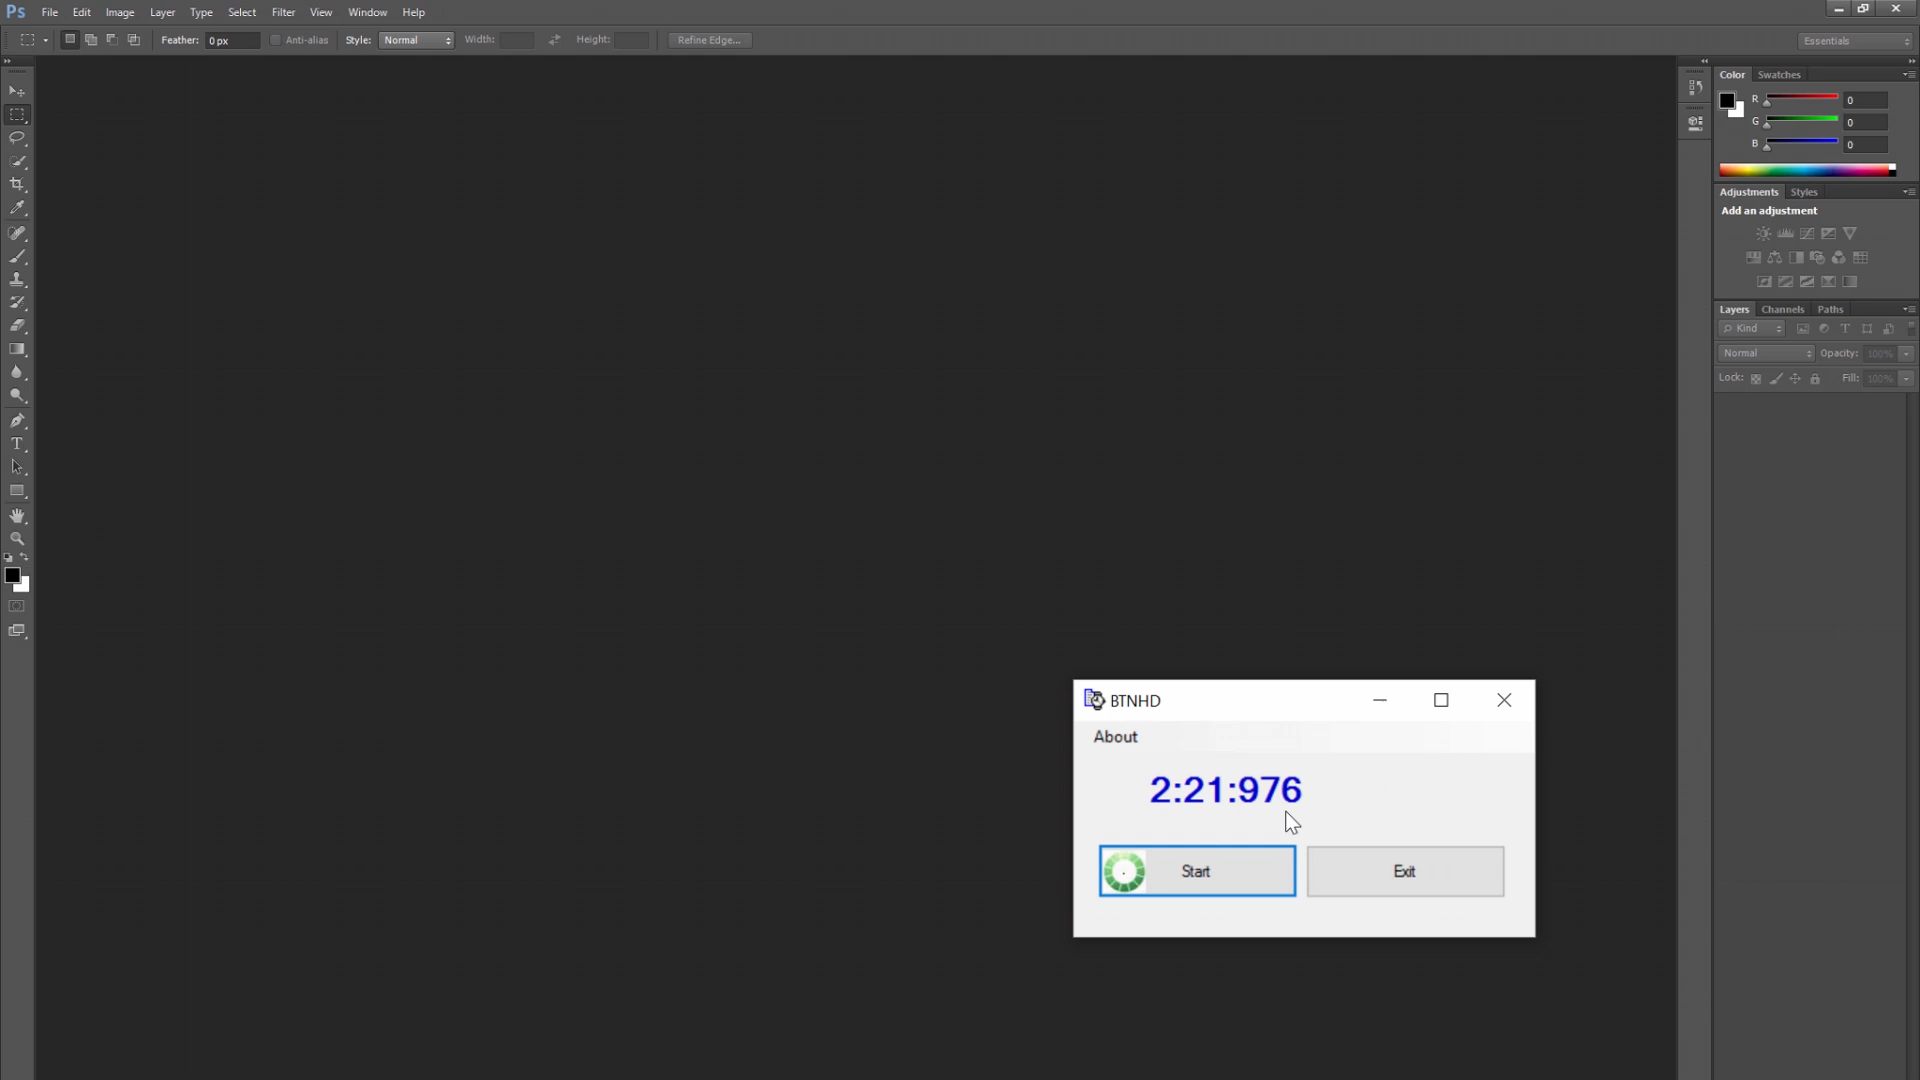 Ps File Edit Image Layer Type Select Filter View Window Help
Feather: 0 px Anti-alias Style: Normal Width: Height: Refine Edge... Essentials
Color Swatches
R 0
G 0
B 0
Adjustments Styles
Add an adjustment
Layers Channels Paths
Kind
Normal Opacity: 100%
Lock: Fill: 100%
BTNHD
About
2:21:976
Start Exit